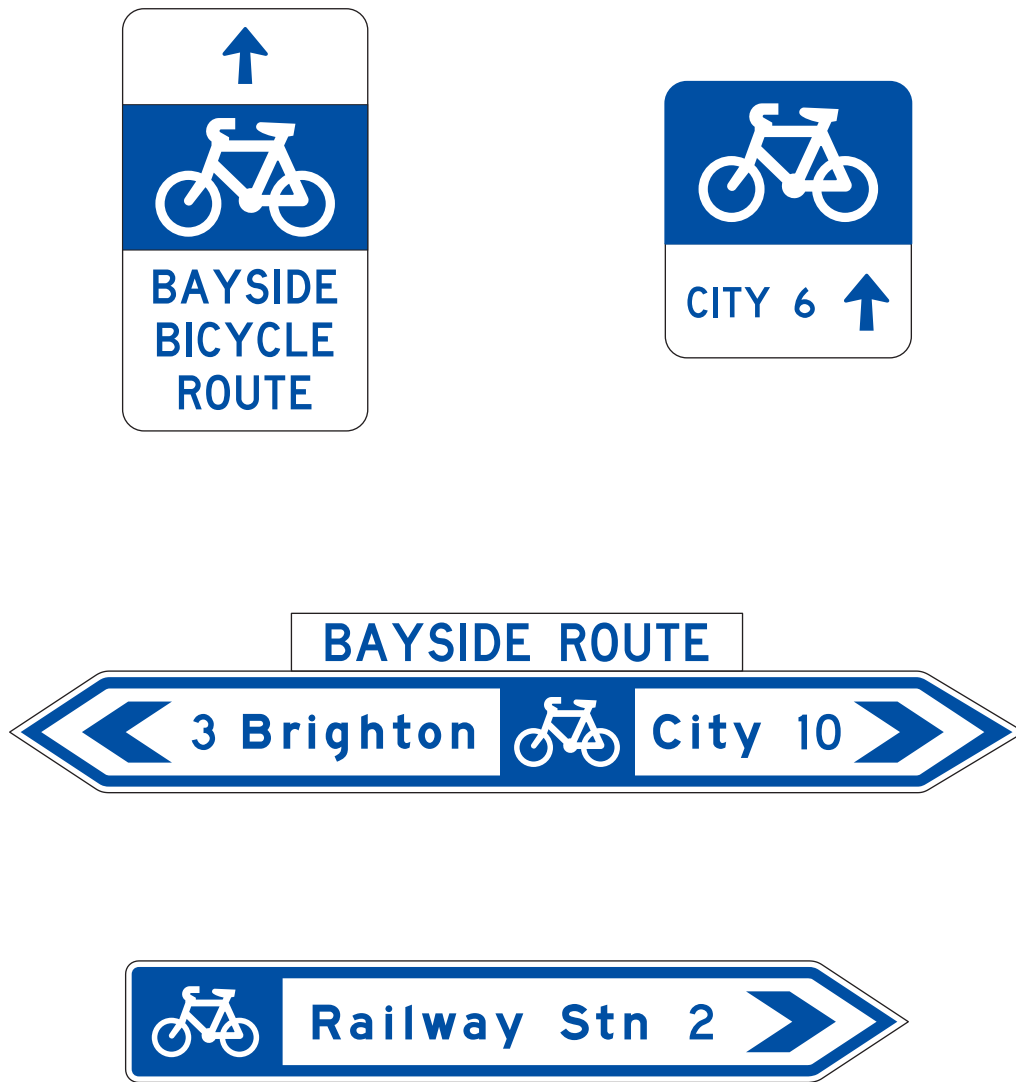 BAYSIDE
BICYCLE
ROUTE
CITY 6
BAYSIDE ROUTE
3 Brighton City 10
Railway Stn 2